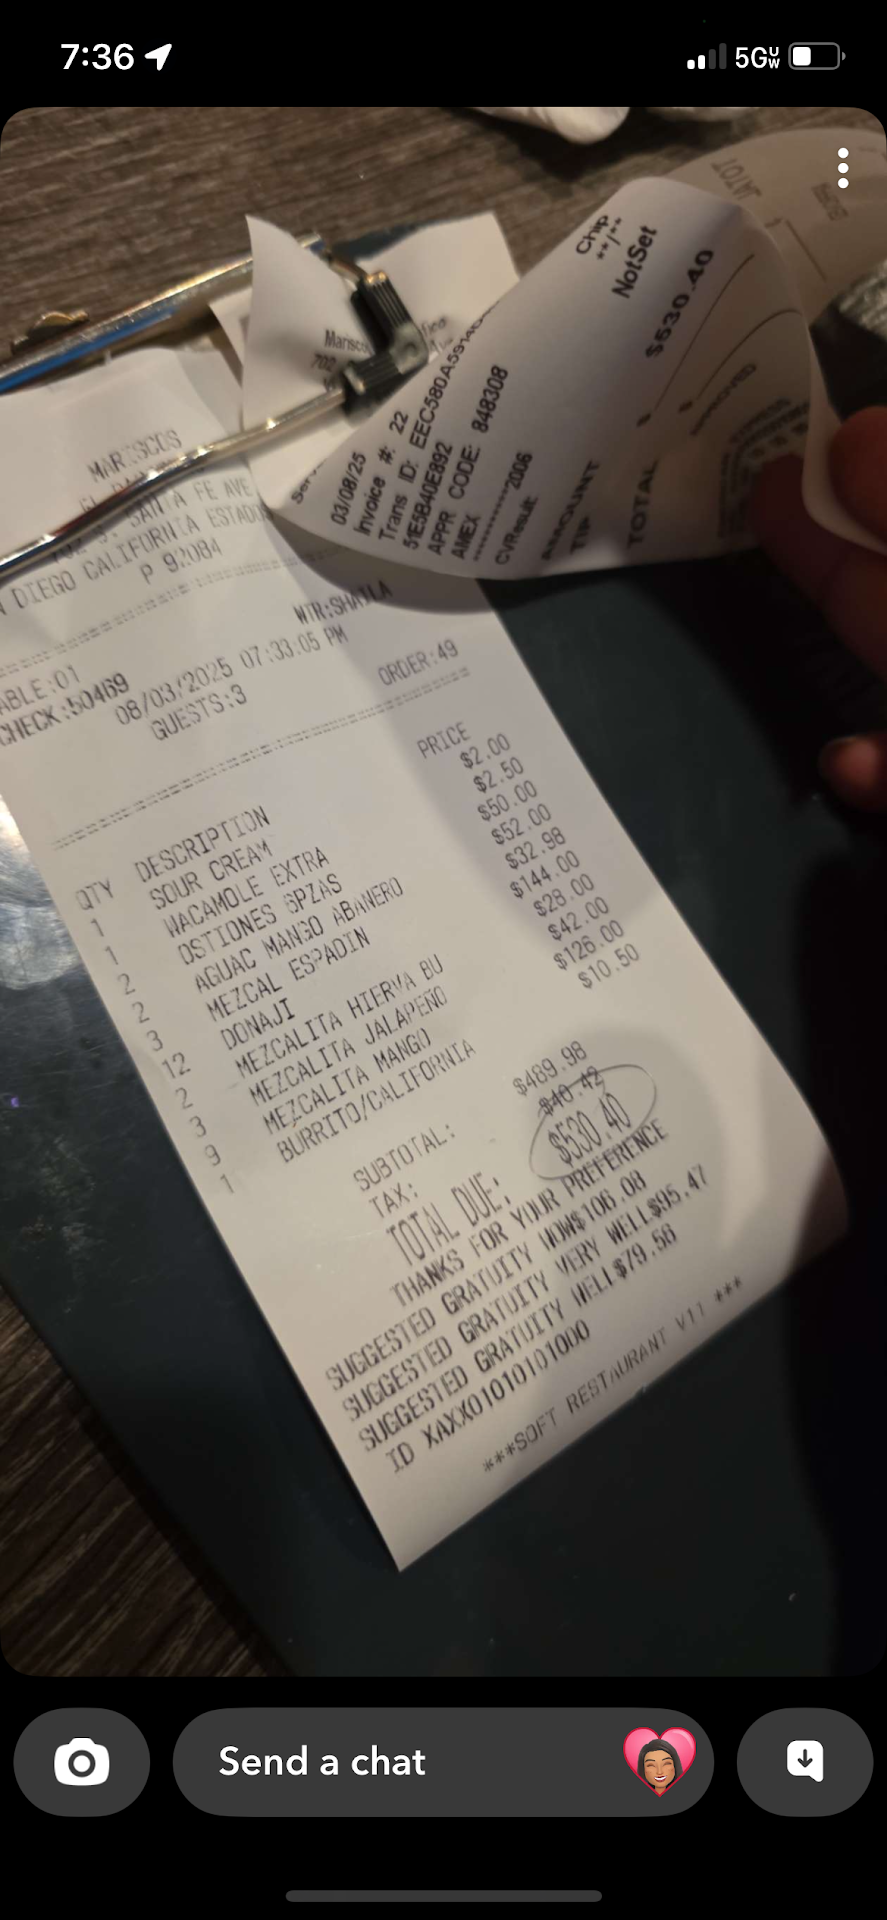 7:36
5GUW
Chip
**/**
NotSet
03/08/25
Invoice #: 22
Trans ID: EEC580A5914
51E5B40E892
APPR CODE: 848308
AMEX
2006
CVResult:
AMOUNT $530.40
TIP $
TOTAL $
APPROVED
MARISCOS
S. SANTA FE AVE
DIEGO CALIFORNIA ESTADO
P 92084
ABLE:01 WTR:SHAILA
CHECK:50469
08/03/2025 07:33:05 PM
GUESTS:3 ORDER:49
QTY DESCRIPTION PRICE
1 SOUR CREAM $2.00
1 WACAMOLE EXTRA $2.50
2 OSTIONES 6PZAS $50.00
2 AGUAC MANGO ABANERO $52.00
3 MEZCAL ESPADIN $32.98
12 DONAJI $144.00
2 MEZCALITA HIERVA BU $28.00
3 MEZCALITA JALAPEÑO $42.00
9 MEZCALITA MANGO $126.00
1 BURRITO/CALIFORNIA $10.50
SUBTOTAL: $489.98
TAX: $40.42
TOTAL DUE: $530.40
THANKS FOR YOUR PREFERENCE
SUGGESTED GRATUITY WOW$106.08
SUGGESTED GRATUITY VERY WELL$95.47
SUGGESTED GRATUITY WELL$79.56
ID XAXX01010101000
***SOFT RESTAURANT V11 ***
Send a chat